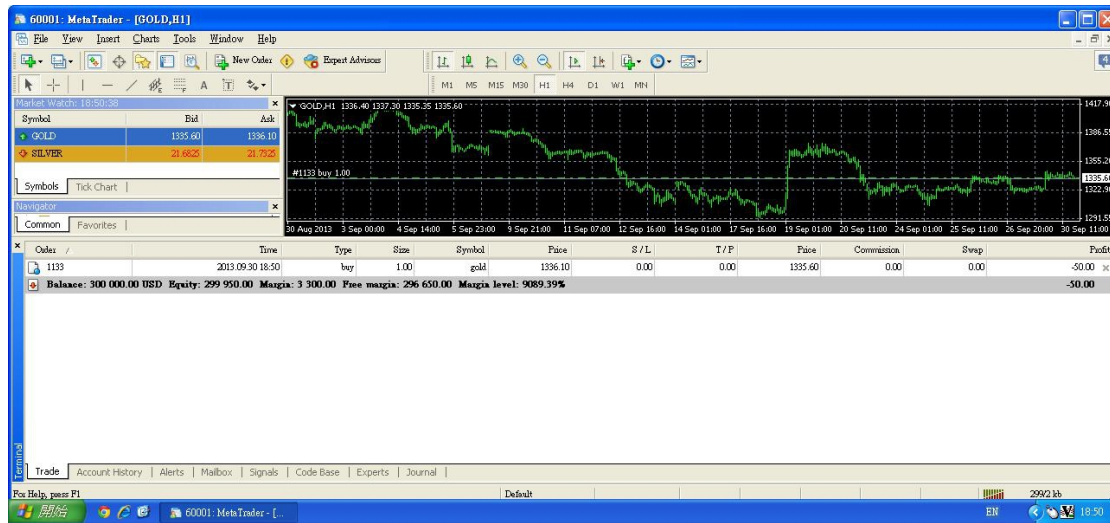 60001: MetaTrader - [GOLD,H1]
File View Insert Charts Tools Window Help
New Order Expert Advisors
A T M1 M5 M15 M30 H1 H4 D1 W1 MN
Market Watch: 18:50:38
Symbol Bid Ask
GOLD 1335.60 1336.10
SILVER 21.6825 21.7325
Symbols Tick Chart
Navigator
Common Favorites
GOLD,H1 1336.40 1337.30 1335.35 1335.60
#1133 buy 1.00
1417.90
1386.55
1355.20
1335.60
1322.90
1291.55
30 Aug 2013 3 Sep 00:00 4 Sep 14:00 5 Sep 23:00 9 Sep 21:00 11 Sep 07:00 12 Sep 16:00 14 Sep 01:00 17 Sep 16:00 19 Sep 01:00 20 Sep 11:00 24 Sep 01:00 25 Sep 11:00 26 Sep 20:00 30 Sep 11:00
Order / Time Type Size Symbol Price S / L T / P Price Commission Swap Profit
1133 2013.09.30 18:50 buy 1.00 gold 1336.10 0.00 0.00 1335.60 0.00 0.00 -50.00
Balance: 300 000.00 USD Equity: 299 950.00 Margin: 3 300.00 Free margin: 296 650.00 Margin level: 9089.39% -50.00
Terminal
Trade Account History Alerts Mailbox Signals Code Base Experts Journal
For Help, press F1 Default 299/2 kb
開始 60001: MetaTrader - [... EN 18:50